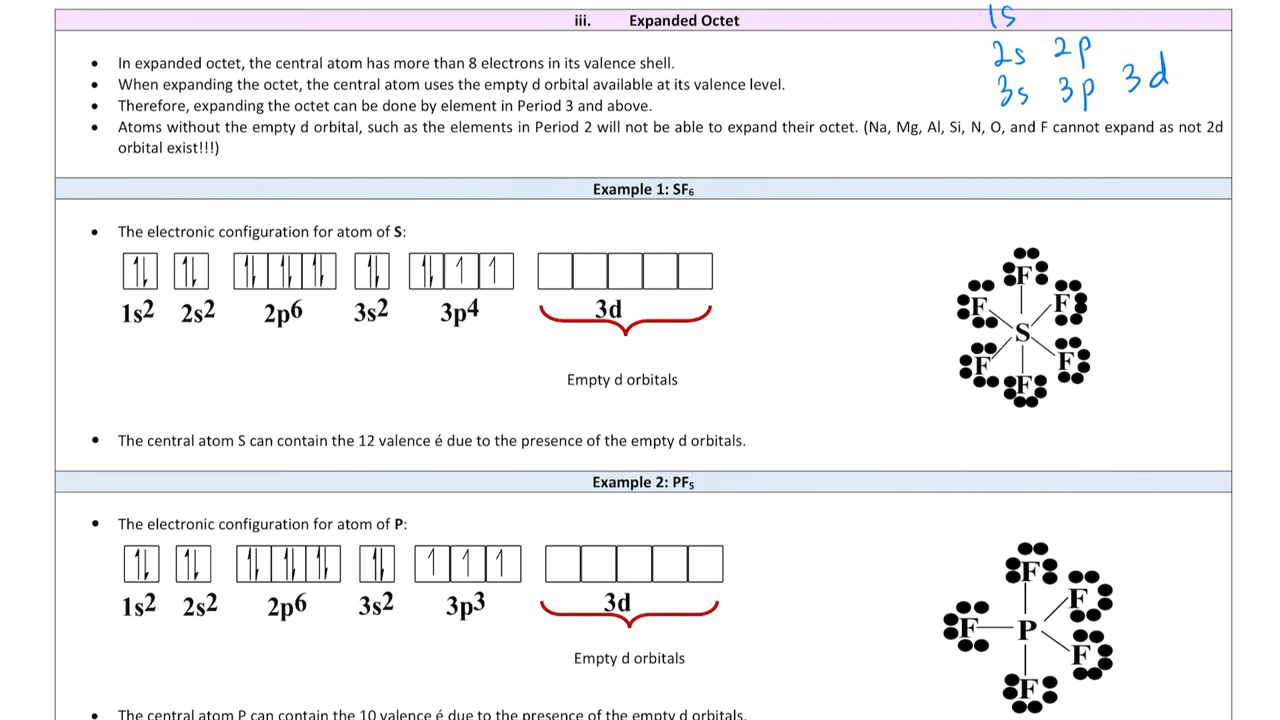 iii. Expanded Octet
1s
2s 2p
3s 3p 3d
• In expanded octet, the central atom has more than 8 electrons in its valence shell.
• When expanding the octet, the central atom uses the empty d orbital available at its valence level.
• Therefore, expanding the octet can be done by element in Period 3 and above.
• Atoms without the empty d orbital, such as the elements in Period 2 will not be able to expand their octet. (Na, Mg, Al, Si, N, O, and F cannot expand as not 2d
orbital exist!!!)
Example 1: SF₆
• The electronic configuration for atom of S:
1s2 2s2 2p6 3s2 3p4 3d
Empty d orbitals
F
F F
S
F F
F
• The central atom S can contain the 12 valence é due to the presence of the empty d orbitals.
Example 2: PF₅
• The electronic configuration for atom of P:
1s2 2s2 2p6 3s2 3p3 3d
Empty d orbitals
F
F
F P
F
F
• The central atom P can contain the 10 valence é due to the presence of the empty d orbitals.